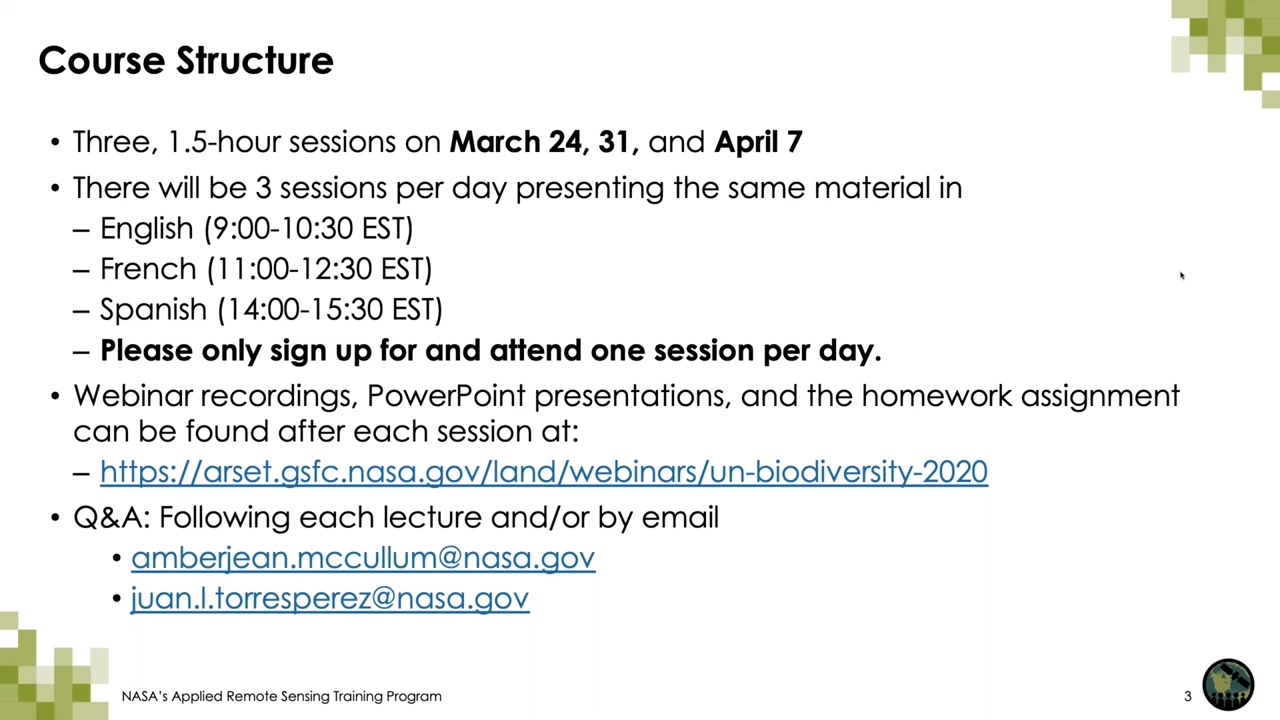 Course Structure
• Three, 1.5-hour sessions on March 24, 31, and April 7
• There will be 3 sessions per day presenting the same material in
– English (9:00-10:30 EST)
– French (11:00-12:30 EST)
– Spanish (14:00-15:30 EST)
– Please only sign up for and attend one session per day.
• Webinar recordings, PowerPoint presentations, and the homework assignment
can be found after each session at:
– https://arset.gsfc.nasa.gov/land/webinars/un-biodiversity-2020
• Q&A: Following each lecture and/or by email
• amberjean.mccullum@nasa.gov
• juan.l.torresperez@nasa.gov
NASA's Applied Remote Sensing Training Program
3